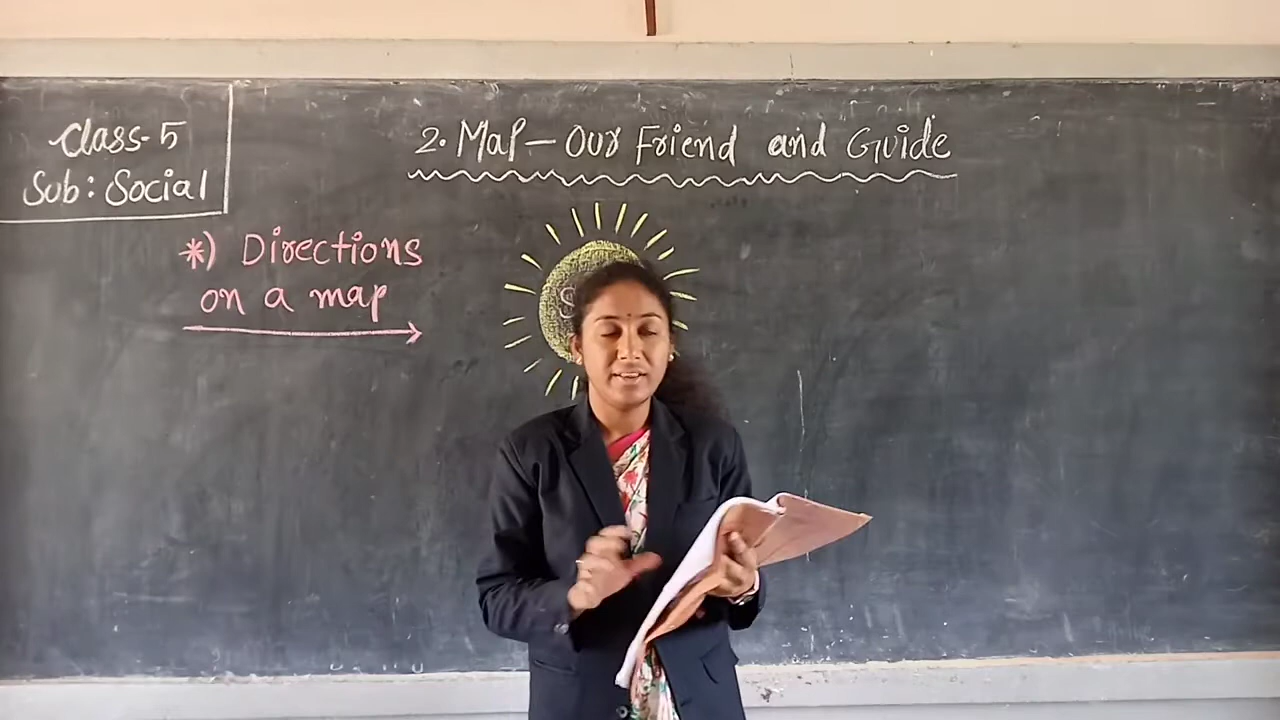 Class-5
Sub: Social
2. Map - Our Friend and Guide
*) Directions
on a map